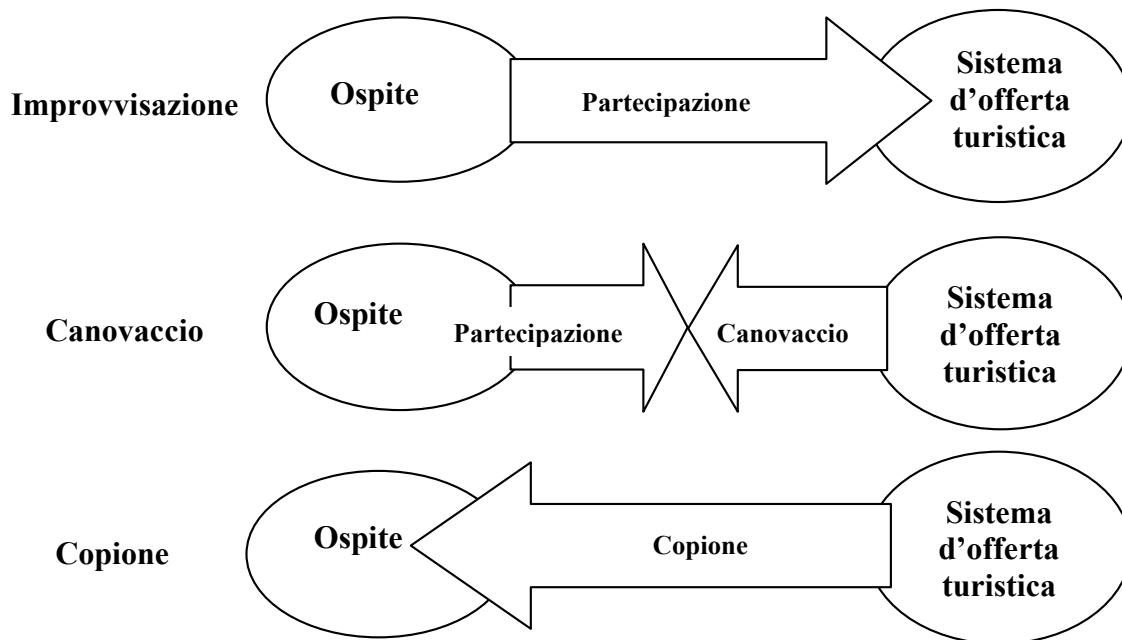 Improvvisazione
Ospite
Partecipazione
Sistema
d’offerta
turistica
Canovaccio
Ospite
Partecipazione
Canovaccio
Sistema
d’offerta
turistica
Copione
Ospite
Copione
Sistema
d’offerta
turistica